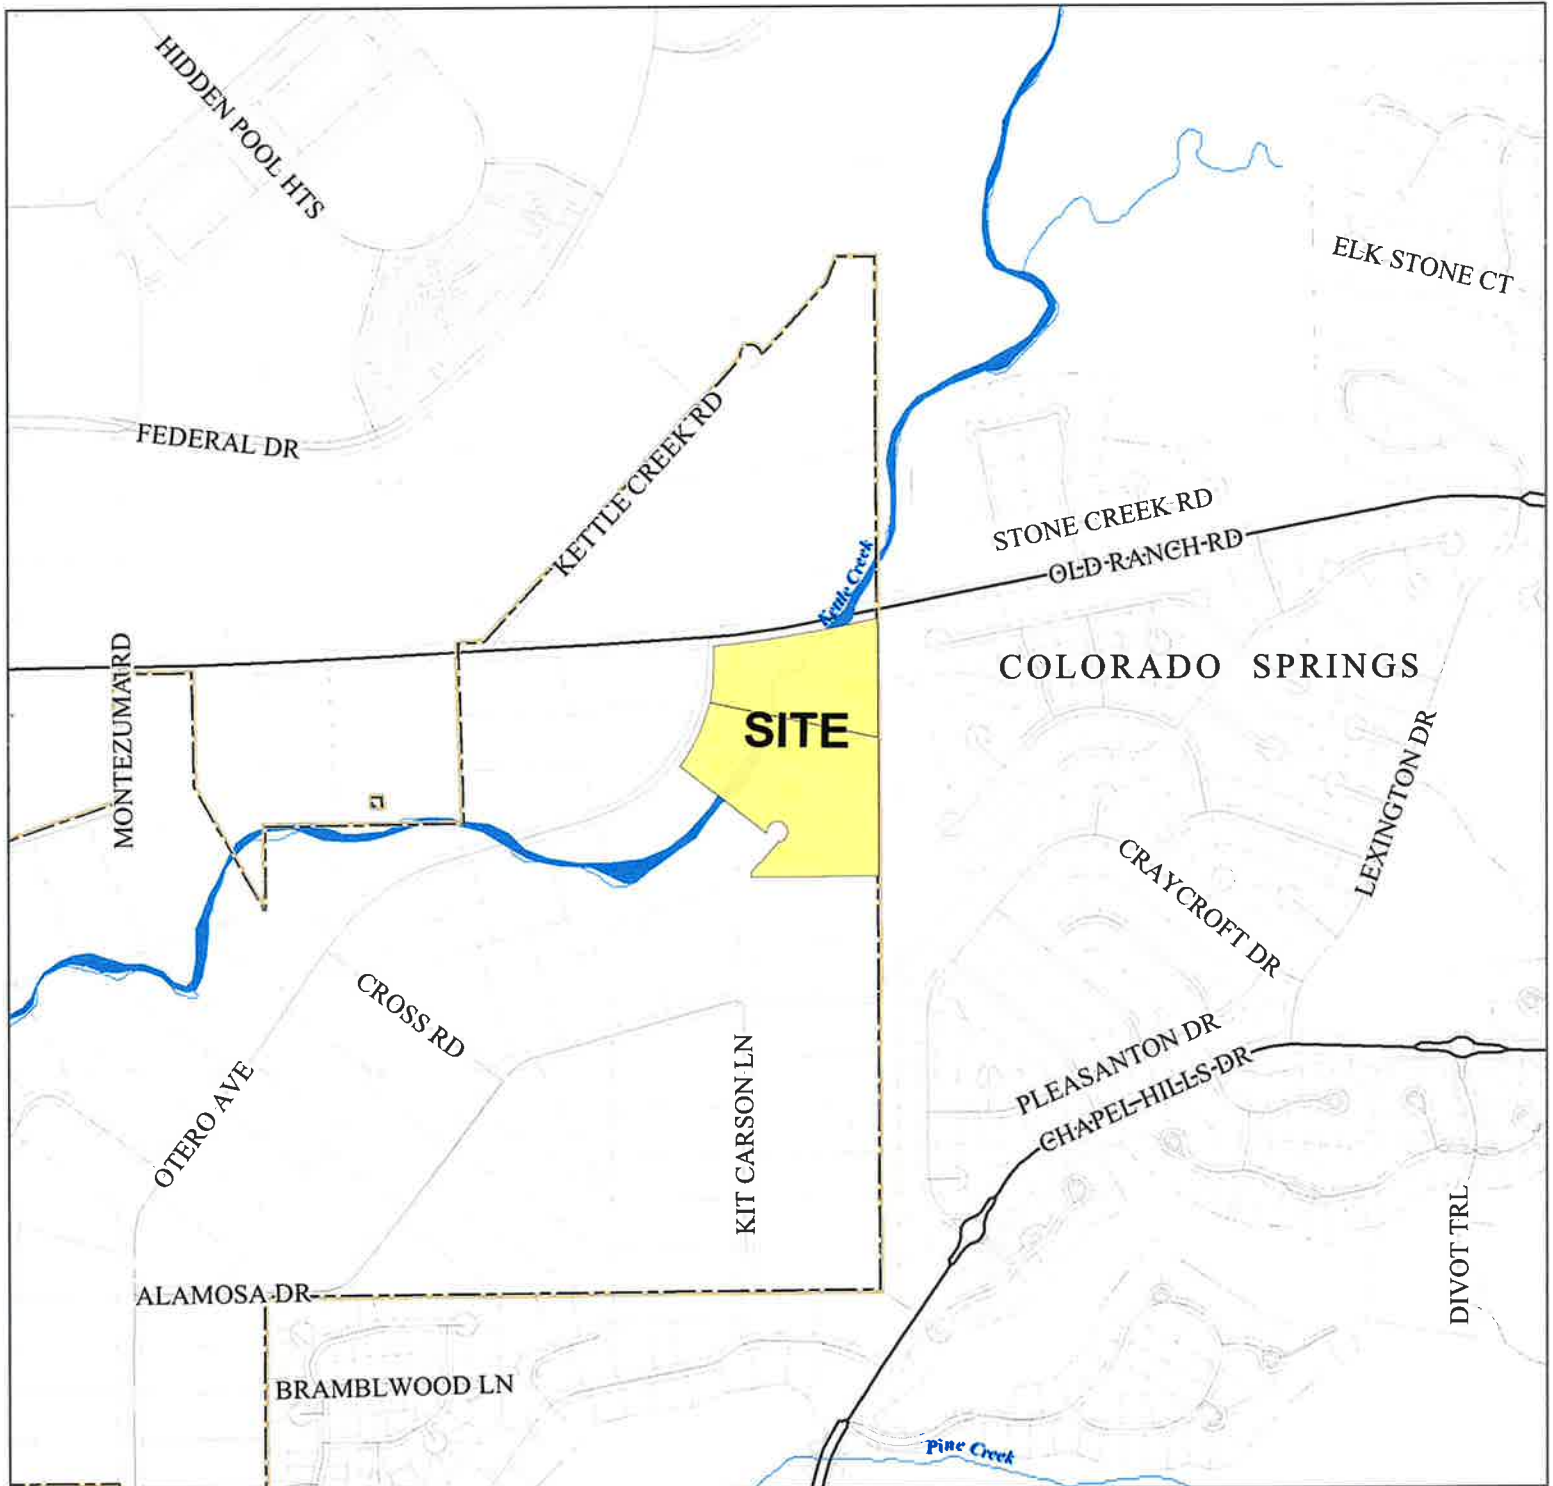 HIDDEN POOL HTS
ELK STONE CT
FEDERAL DR
KETTLE CREEK RD
STONE CREEK RD
OLD RANCH RD
Kettle Creek
MONTEZUMA RD
COLORADO SPRINGS
SITE
LEXINGTON DR
CRAYCROFT DR
CROSS RD
PLEASANTON DR
CHAPEL HILLS DR
OTERO AVE
KIT CARSON LN
DIVOT TRL
ALAMOSA DR
BRAMBLWOOD LN
Pine Creek